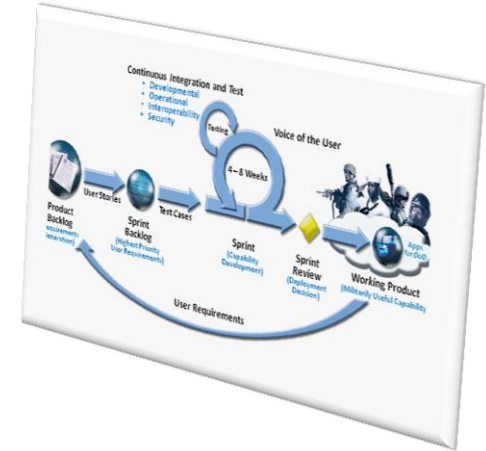 Continuous Integration and Test
• Developmental
• Operational
• Interoperability
• Security
Testing
Voice of the User
4 – 8 Weeks
User Stories
Test Cases
Product
Backlog
Sprint
Backlog
(Highest Priority
User Requirements)
Sprint
(Capability
Development)
Sprint
Review
(Deployment
Decision)
Apps
Working Product
(Militarily Useful Capability
User Requirements